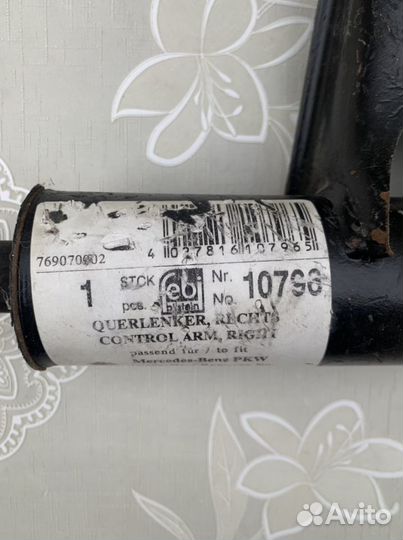 4 027816 107965
769070002
1 STCK pcs. febi bilstein Nr. No. 10796
QUERLENKER, RECHTS
CONTROL ARM, RIGHT
passend für / to fit
Mercedes-Benz PKW
Avito